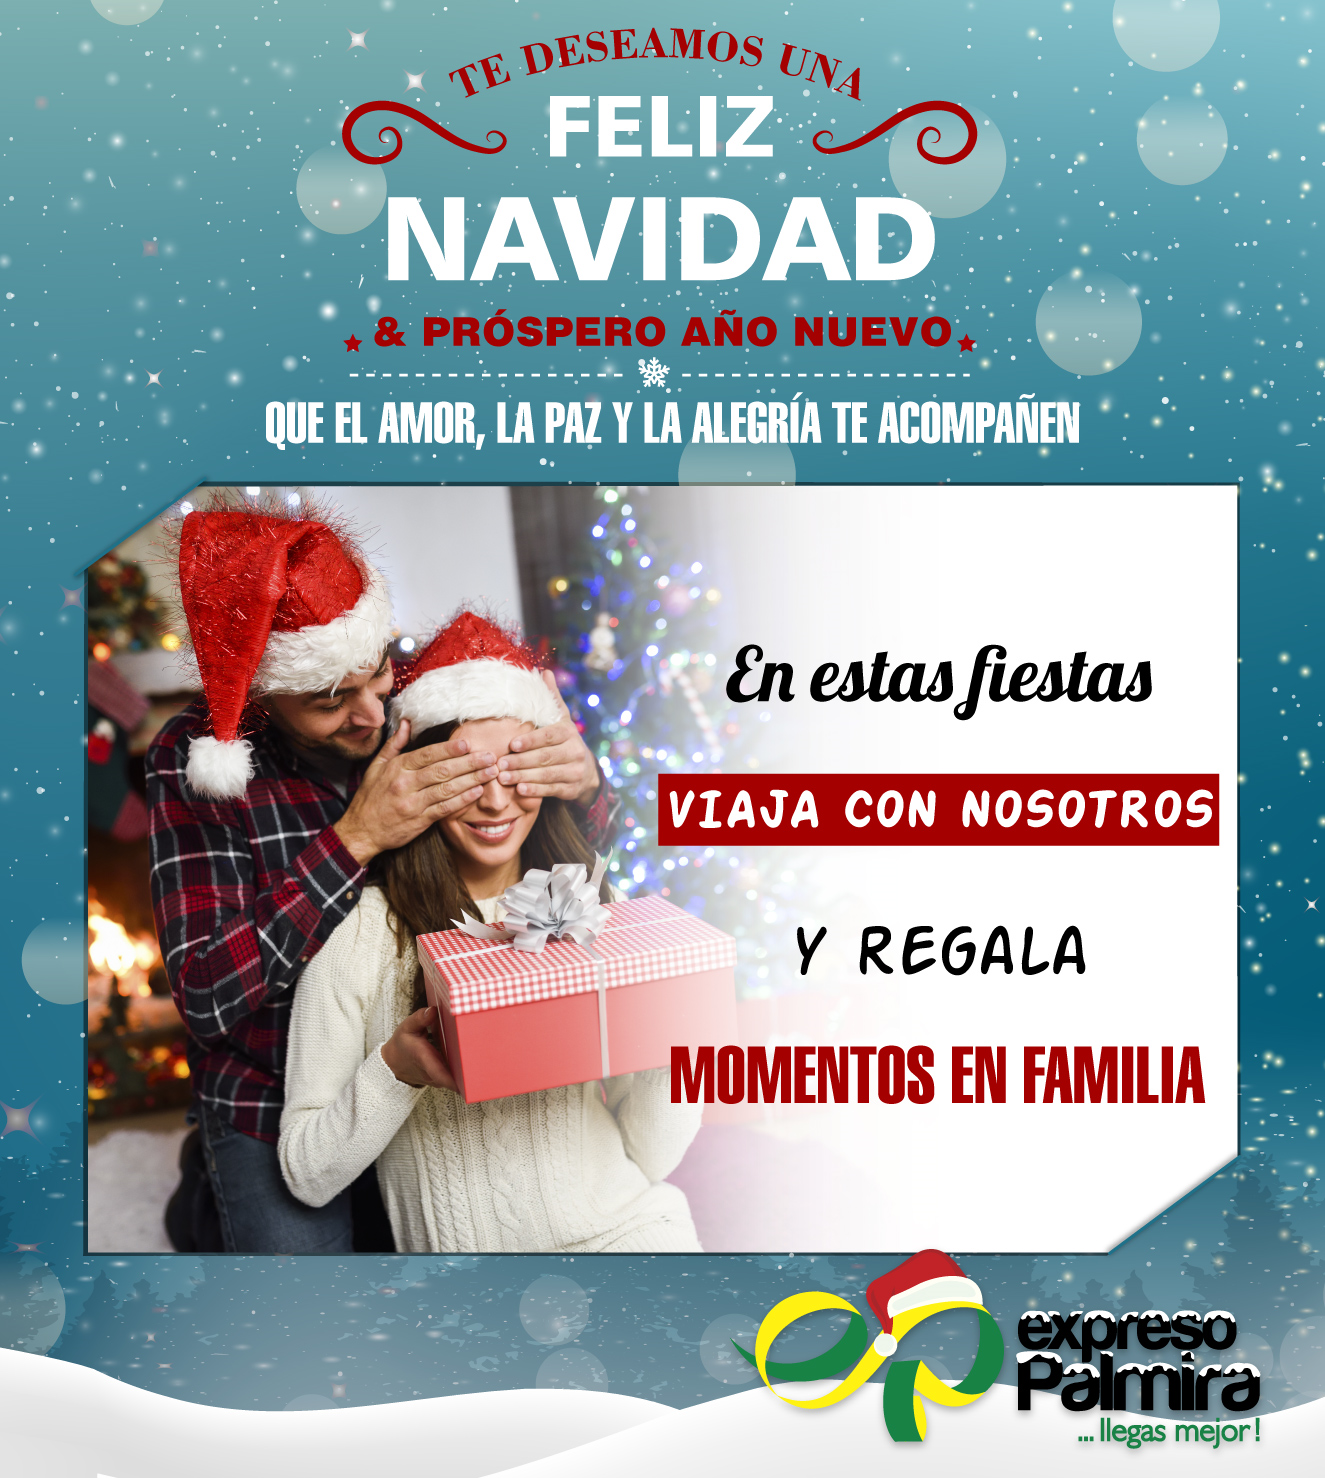 TE DESEAMOS UNA
FELIZ
NAVIDAD
& PRÓSPERO AÑO NUEVO
QUE EL AMOR, LA PAZ Y LA ALEGRÍA TE ACOMPAÑEN
En estas fiestas
VIAJA CON NOSOTROS
Y REGALA
MOMENTOS EN FAMILIA
expreso
Palmira
... llegas mejor!